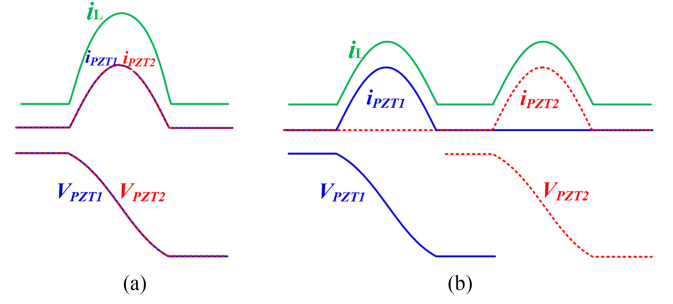 iL
iPZT1 iPZT2
VPZT1 VPZT2
(a)
iL
iPZT1
iPZT2
VPZT1
VPZT2
(b)